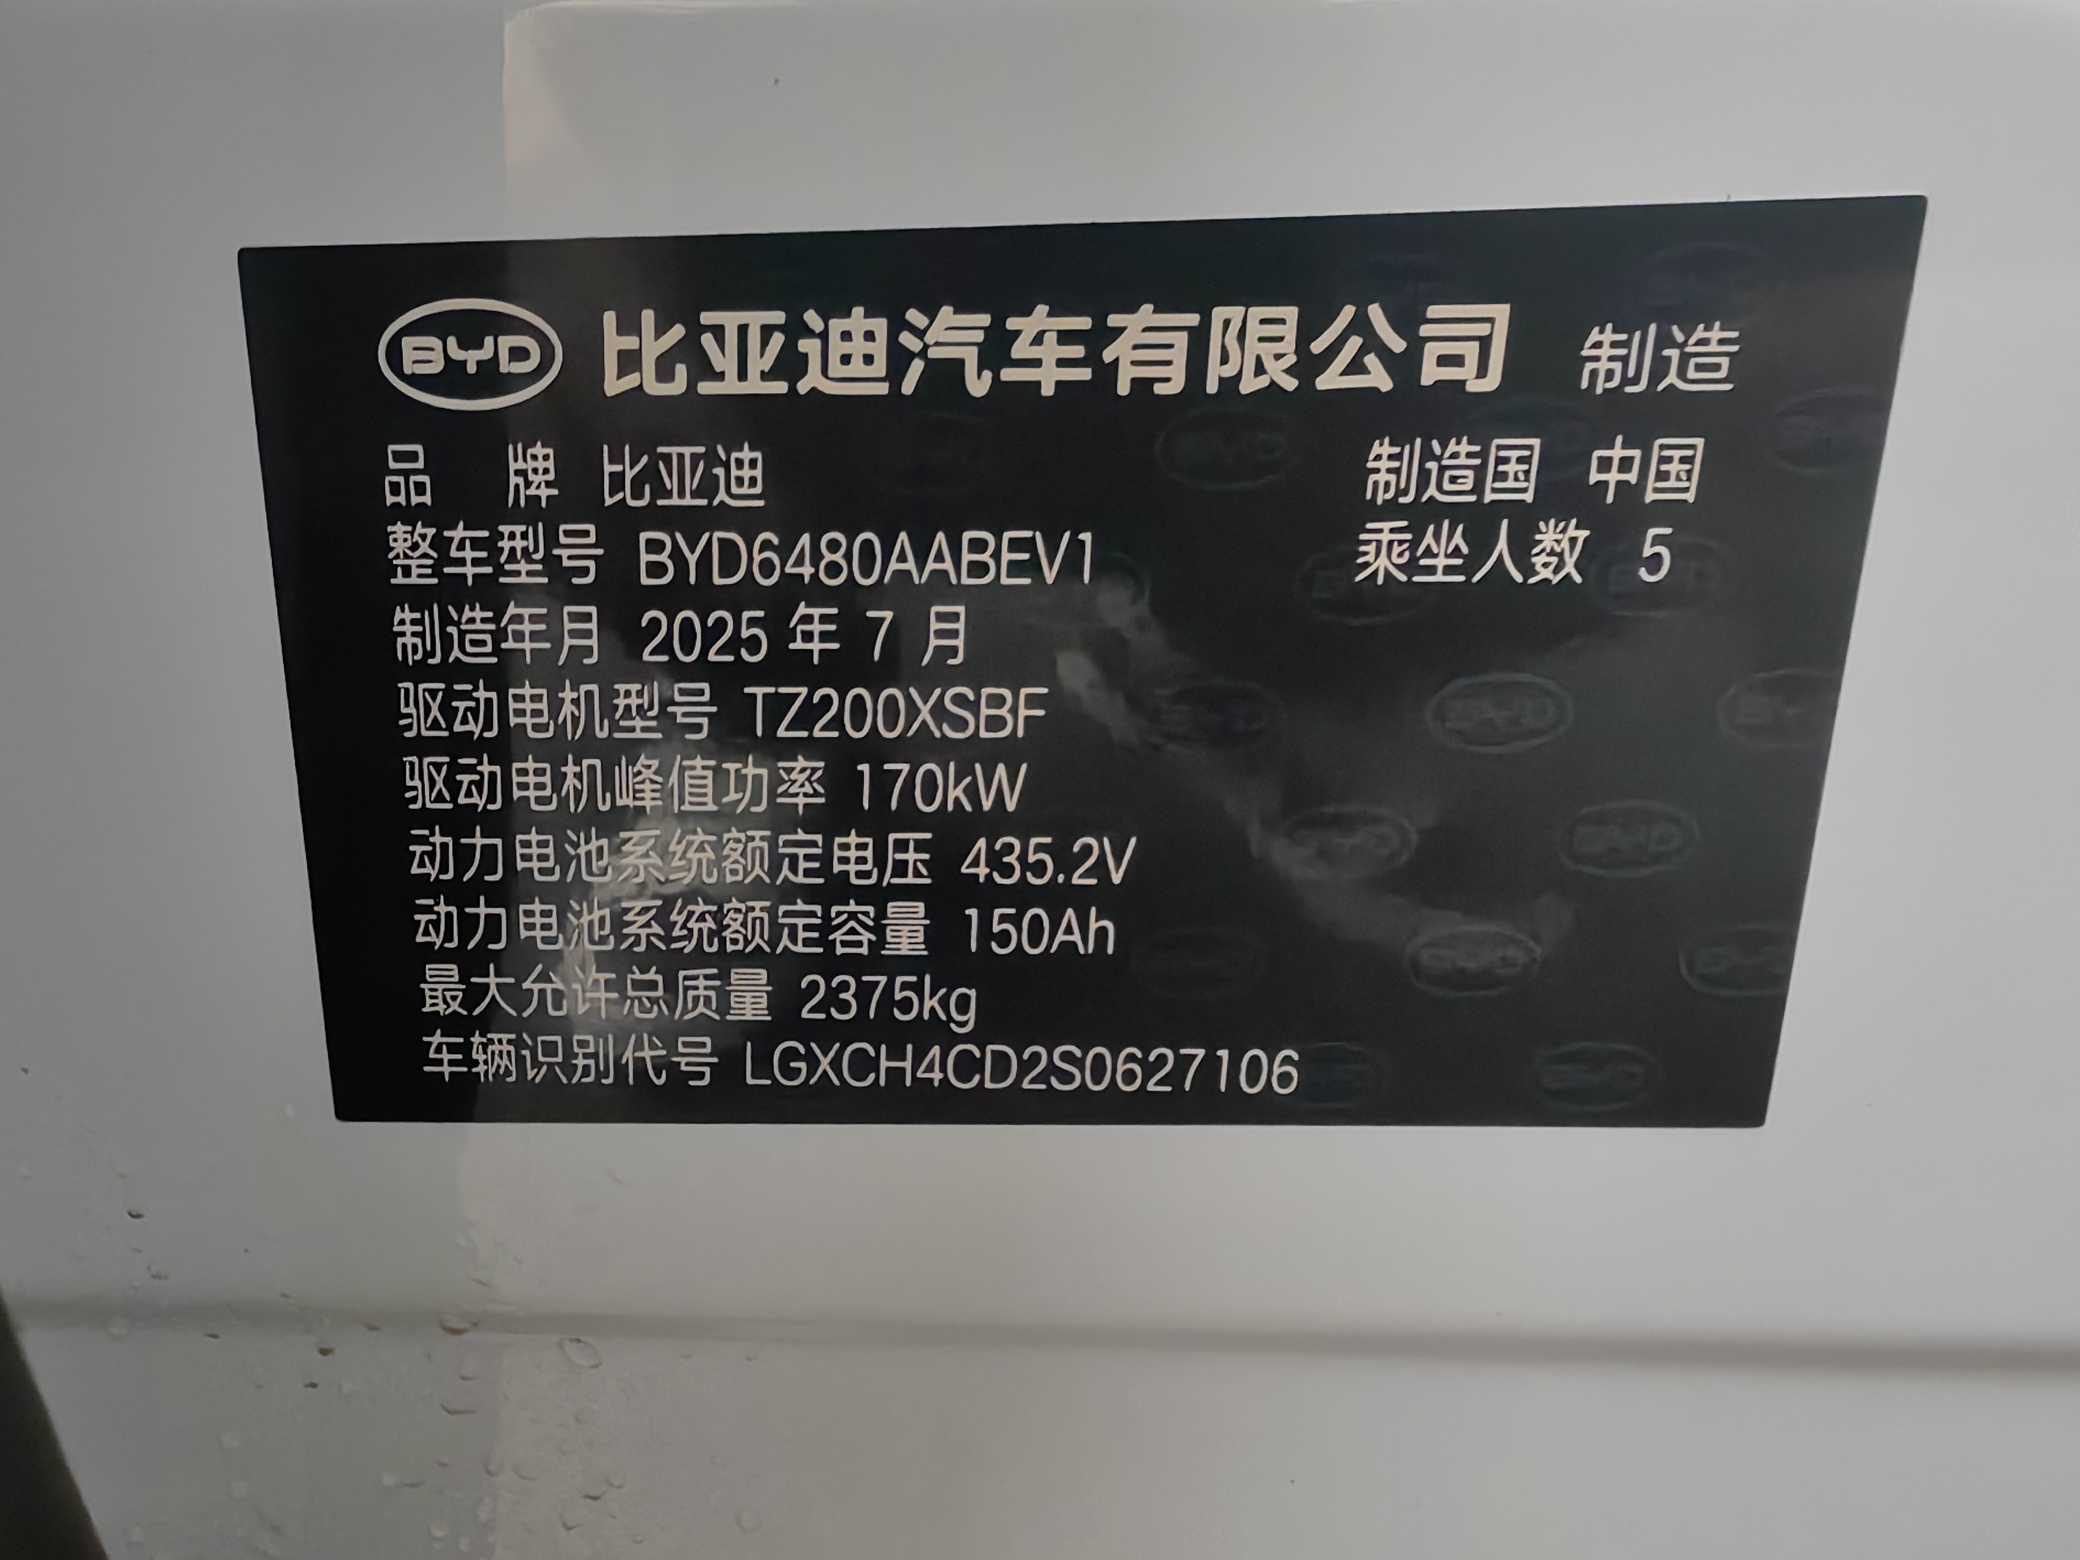 BYD 比亚迪汽车有限公司 制造
品 牌 比亚迪 制造国 中国
整车型号 BYD6480AABEV1 乘坐人数 5
制造年月 2025 年 7 月
驱动电机型号 TZ200XSBF
驱动电机峰值功率 170kW
动力电池系统额定电压 435.2V
动力电池系统额定容量 150Ah
最大允许总质量 2375kg
车辆识别代号 LGXCH4CD2S0627106